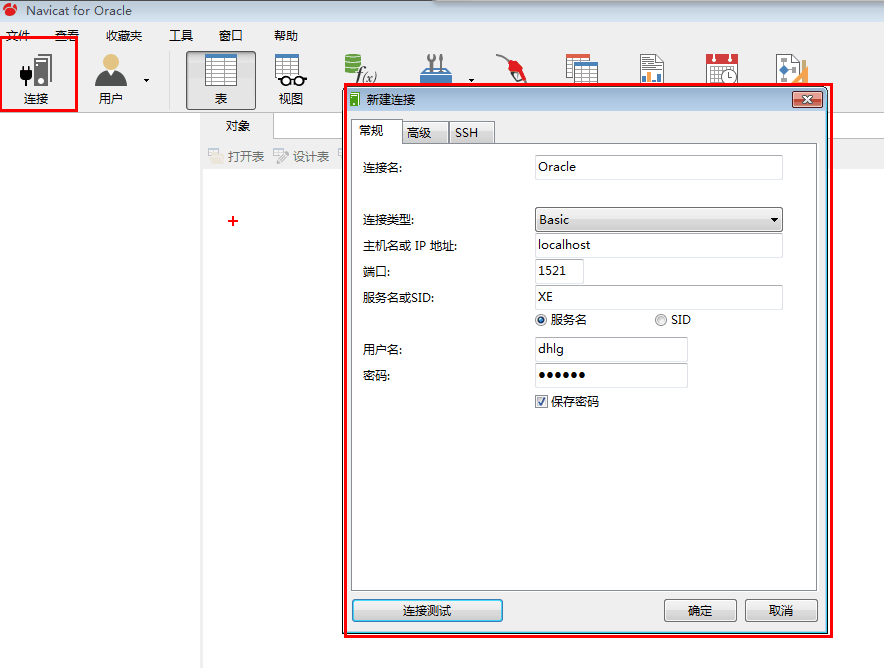 Navicat for Oracle
文件 查看 收藏夹 工具 窗口 帮助
f(x)
连接 用户 表 视图
新建连接
对象
常规 高级 SSH
打开表 设计表
连接名: Oracle
连接类型: Basic
主机名或 IP 地址: localhost
端口: 1521
服务名或SID: XE
服务名 SID
用户名: dhlg
密码: ●●●●●●
保存密码
连接测试 确定 取消